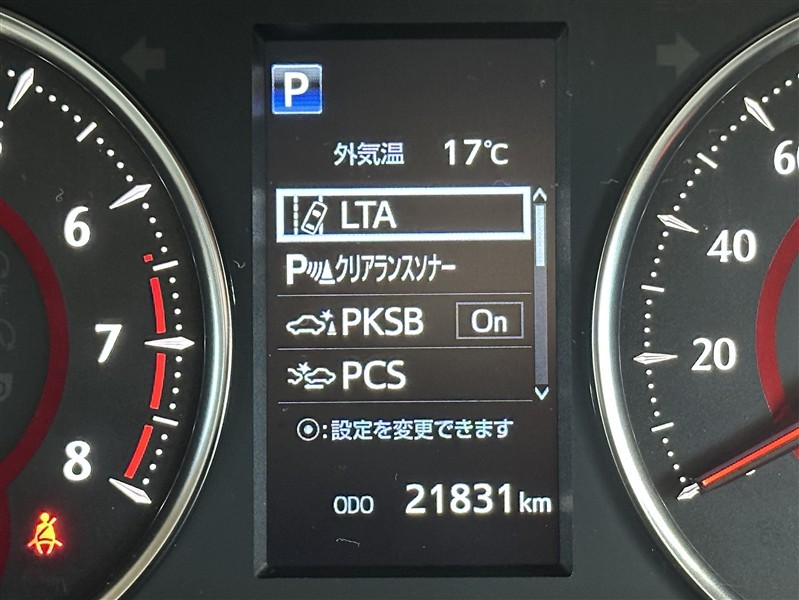 P
外気温 17℃
LTA
Pクリアランスソナー
PKSB On
PCS
:設定を変更できます
ODO 21831km
6
7
8
60
40
20